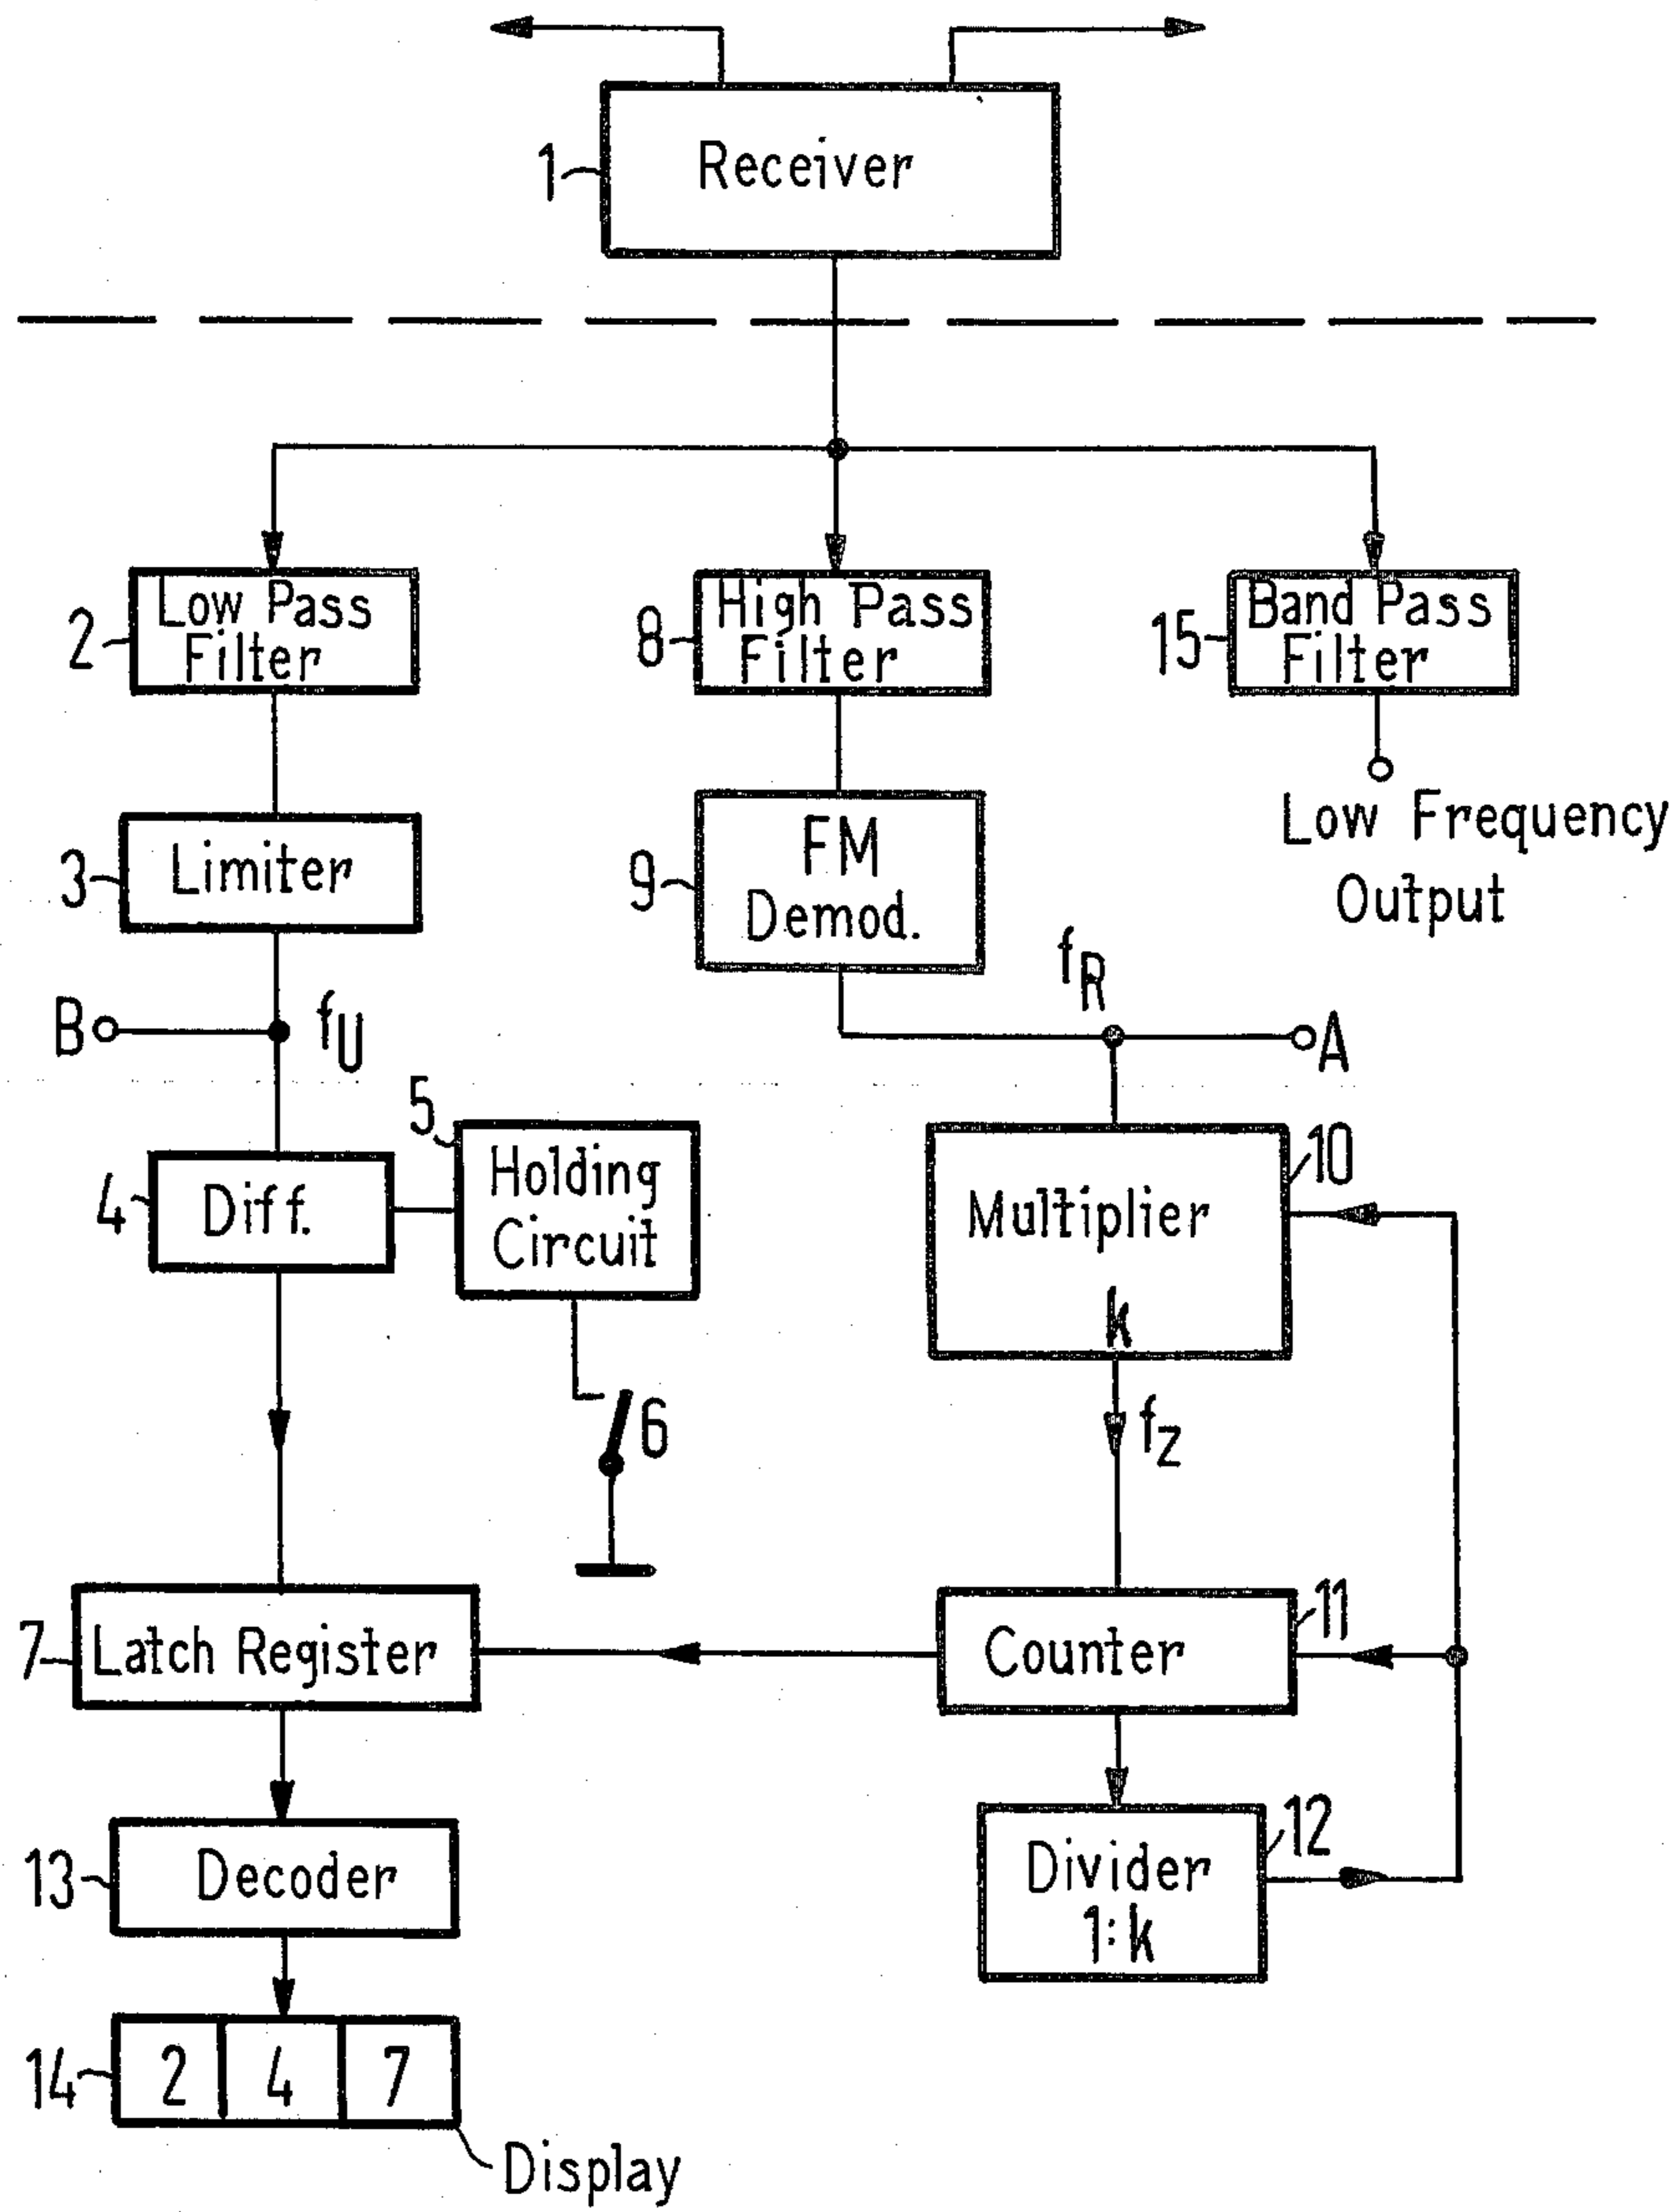 1
Receiver
2
Low Pass
Filter
8
High Pass
Filter
15
Band Pass
Filter
Low Frequency
Output
3
Limiter
9
FM
Demod.
B
fU
fR
A
4
Diff.
5
Holding
Circuit
6
10
Multiplier
k
fZ
7
Latch Register
11
Counter
13
Decoder
12
Divider
1:k
14
2 4 7
Display